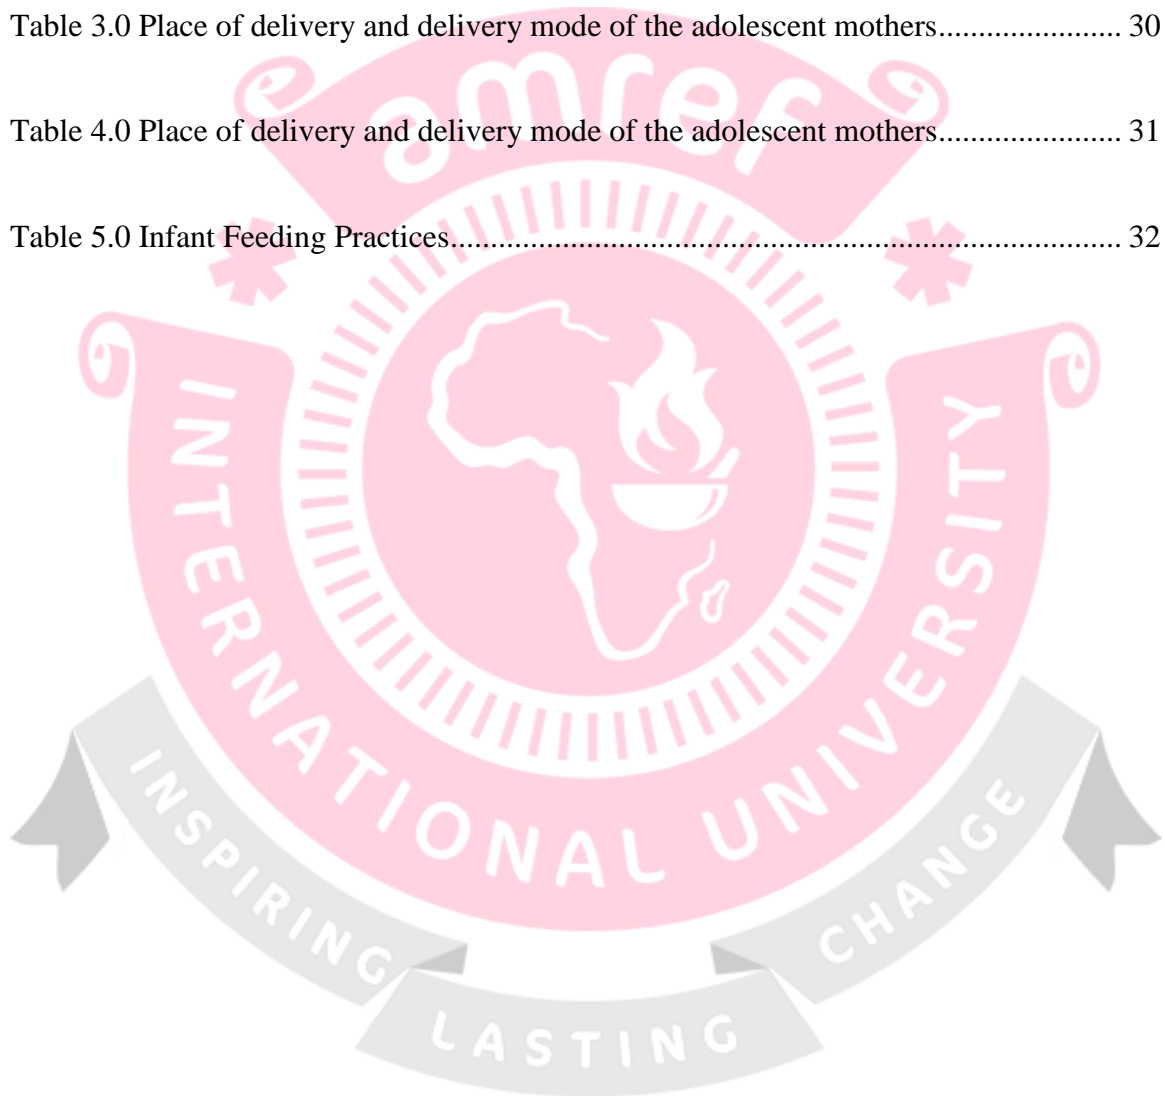 Table 3.0 Place of delivery and delivery mode of the adolescent mothers...................... 30
amref
Table 4.0 Place of delivery and delivery mode of the adolescent mothers...................... 31
Table 5.0 Infant Feeding Practices................................................................................... 32
INTERNATIONAL UNIVERSITY
INSPIRING
LASTING
CHANGE